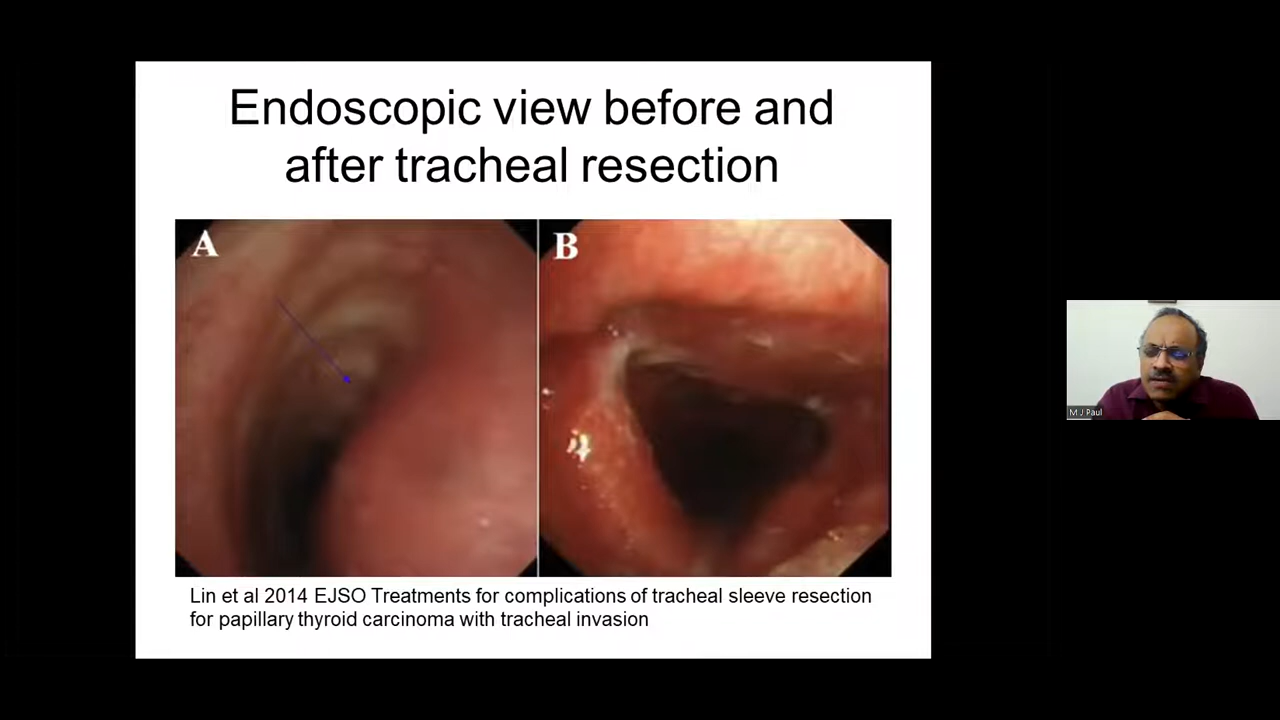 Endoscopic view before and
after tracheal resection
A
B
Lin et al 2014 EJSO Treatments for complications of tracheal sleeve resection
for papillary thyroid carcinoma with tracheal invasion
M J Paul